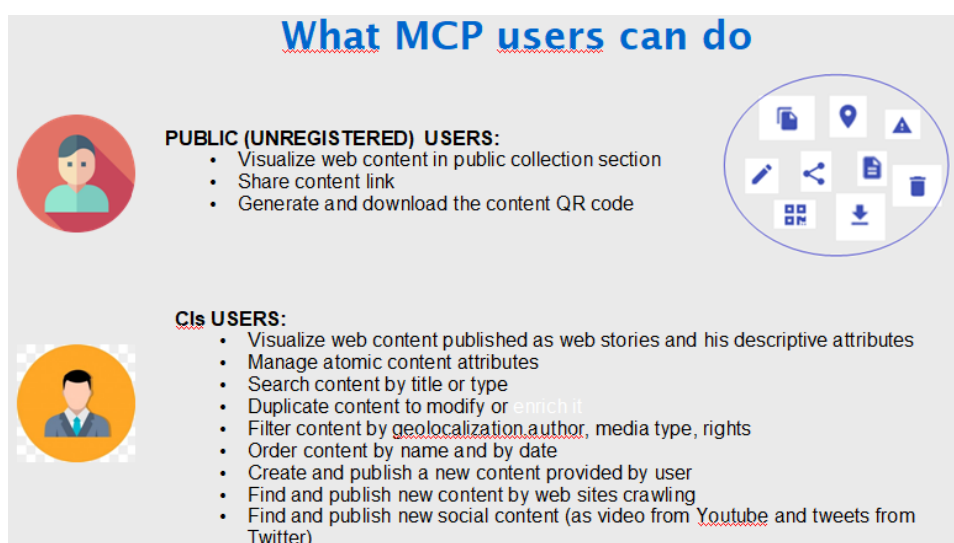 What MCP users can do
PUBLIC (UNREGISTERED) USERS:
• Visualize web content in public collection section
• Share content link
• Generate and download the content QR code
CIs USERS:
• Visualize web content published as web stories and his descriptive attributes
• Manage atomic content attributes
• Search content by title or type
• Duplicate content to modify or enrich it
• Filter content by geolocalization,author, media type, rights
• Order content by name and by date
• Create and publish a new content provided by user
• Find and publish new content by web sites crawling
• Find and publish new social content (as video from Youtube and tweets from
Twitter)